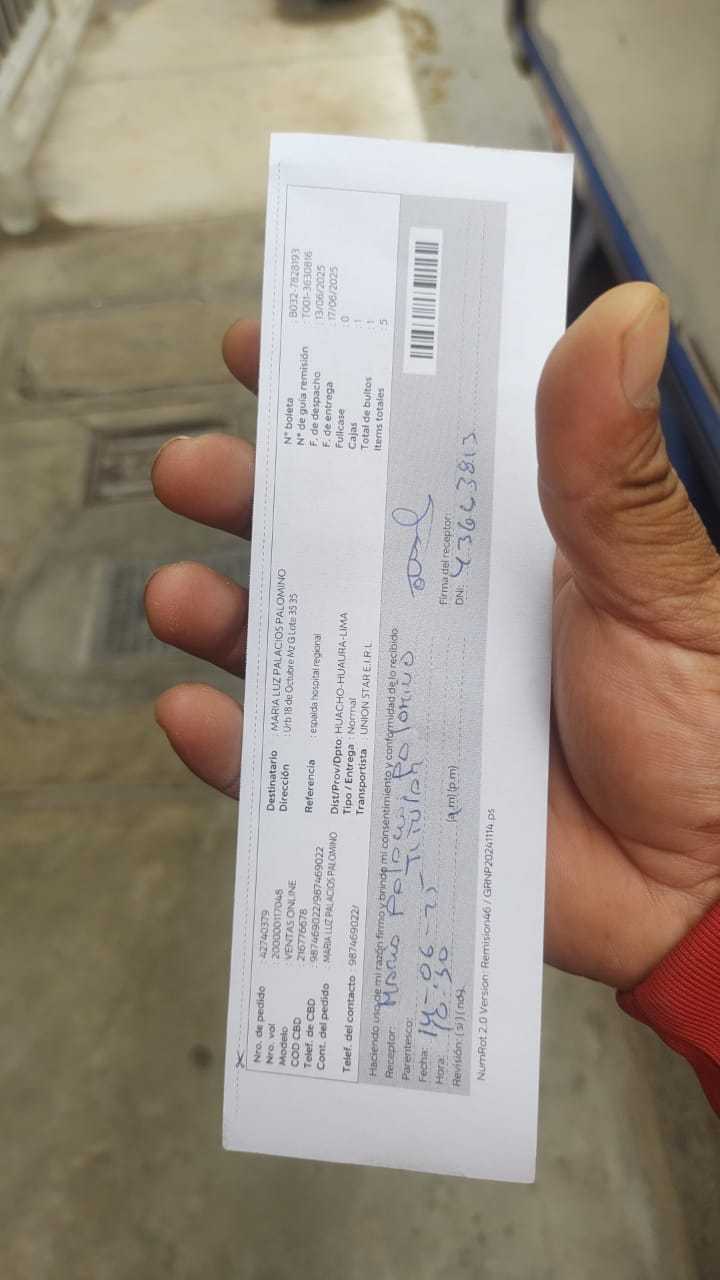 Nro. de pedido : 42740379
Nro. vol : 200000117048
Modelo : VENTAS ONLINE
COD CBD 216776678
Telef. de CBD 987469022/987469022
Cont. del pedido : MARIA LUZ PALACIOS PALOMINO
Telef. del contacto : 987469022/
Destinatario : MARIA LUZ PALACIOS PALOMINO
Dirección : Urb 18 de Octubre Mz G Lote 35 35
Referencia : espalda hospital regional
Dist/Prov/Dpto: HUACHO-HUAURA-LIMA
Tipo / Entrega : Normal
Transportista : UNION STAR E.I.R.L
N° boleta : B032-7828193
N° de guía remisión T001-3630816
F. de despacho : 13/06/2025
F. de entrega : 17/06/2025
Fullcase : 0
Cajas : 1
Total de bultos : 1
Items totales : 5
Haciendo uso de mi razón firmo y brindo mi consentimiento y conformidad de lo recibido
Receptor: Palomino
Parentesco: Titular
Fecha: 14-06-25
Hora: (a.m) (p.m)
Revisión: ( si ) ( no )
Firma del receptor:
DNI: 43643813
NumRot 2.0 Version: Remision46 / GRNP20241114.ps